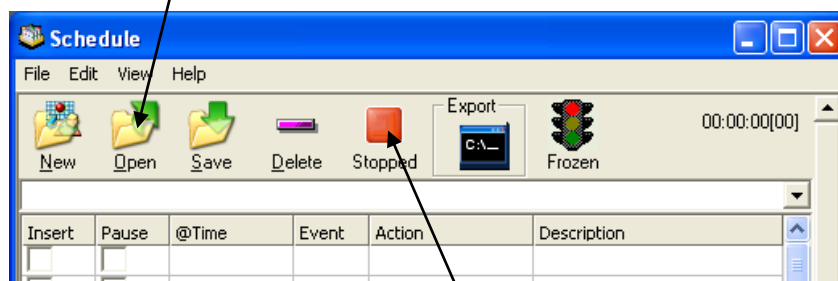 Schedule
File Edit View Help
Export
00:00:00[00]
C:\_
New Open Save Delete Stopped Frozen
Insert Pause @Time Event Action Description